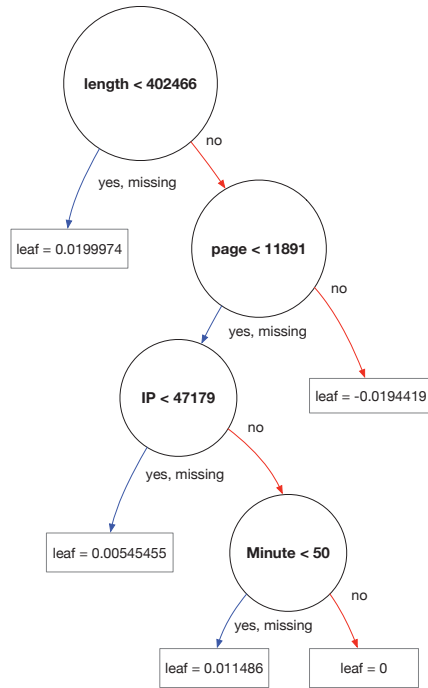 length < 402466
no
yes, missing
leaf = 0.0199974
page < 11891
no
yes, missing
IP < 47179
leaf = -0.0194419
no
yes, missing
leaf = 0.00545455
Minute < 50
no
yes, missing
leaf = 0.011486
leaf = 0